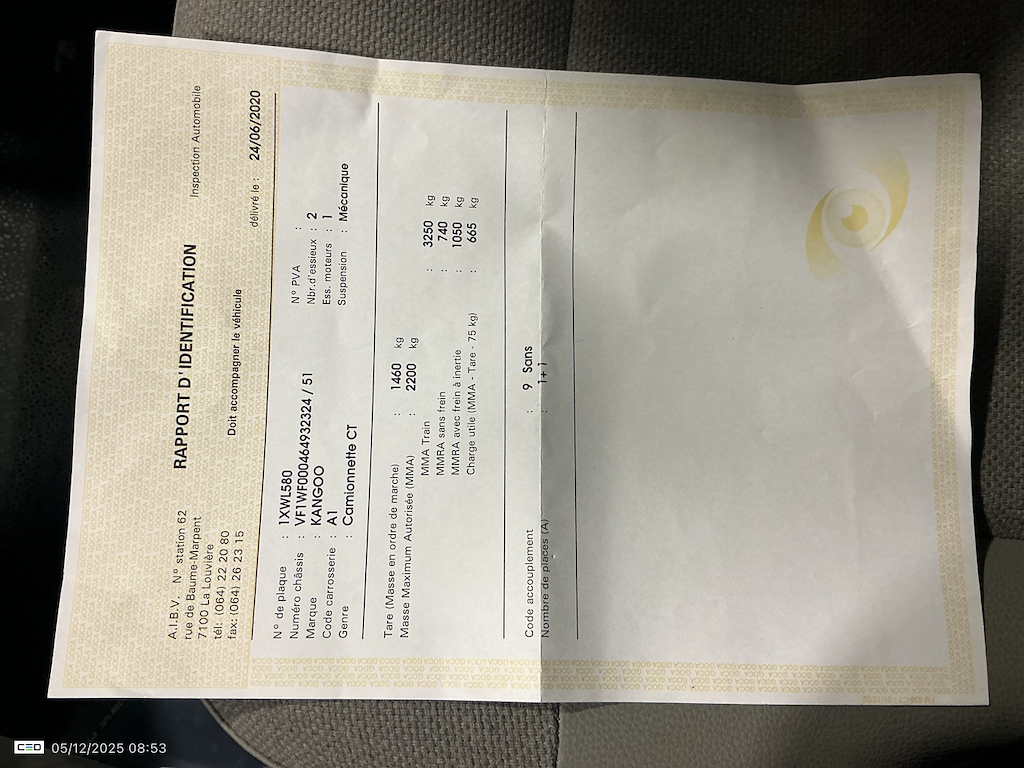 A.I.B.V. N° station 62
rue de Baume-Marpent
7100 La Louvière
tél: (064) 22 20 80
fax: (064) 26 23 15
RAPPORT D'IDENTIFICATION
Inspection Automobile
Doit accompagner le véhicule
délivré le : 24/06/2020
N° de plaque : 1XWL580
Numéro châssis : VF1WF000464932324 / 51
N° PVA :
Marque : KANGOO
Nbr.d'essieux : 2
Code carrosserie : A1
Ess. moteurs : 1
Genre : Camionnette CT
Suspension : Mécanique
Tare (Masse en ordre de marche) : 1460 kg
Masse Maximum Autorisée (MMA) : 2200 kg
MMA Train : 3250 kg
MMRA sans frein : 740 kg
MMRA avec frein à inertie : 1050 kg
Charge utile (MMA - Tare - 75 kg) : 665 kg
Code accouplement : 9 Sans
Nombre de places (A) : 1+1
CEO 05/12/2025 08:53